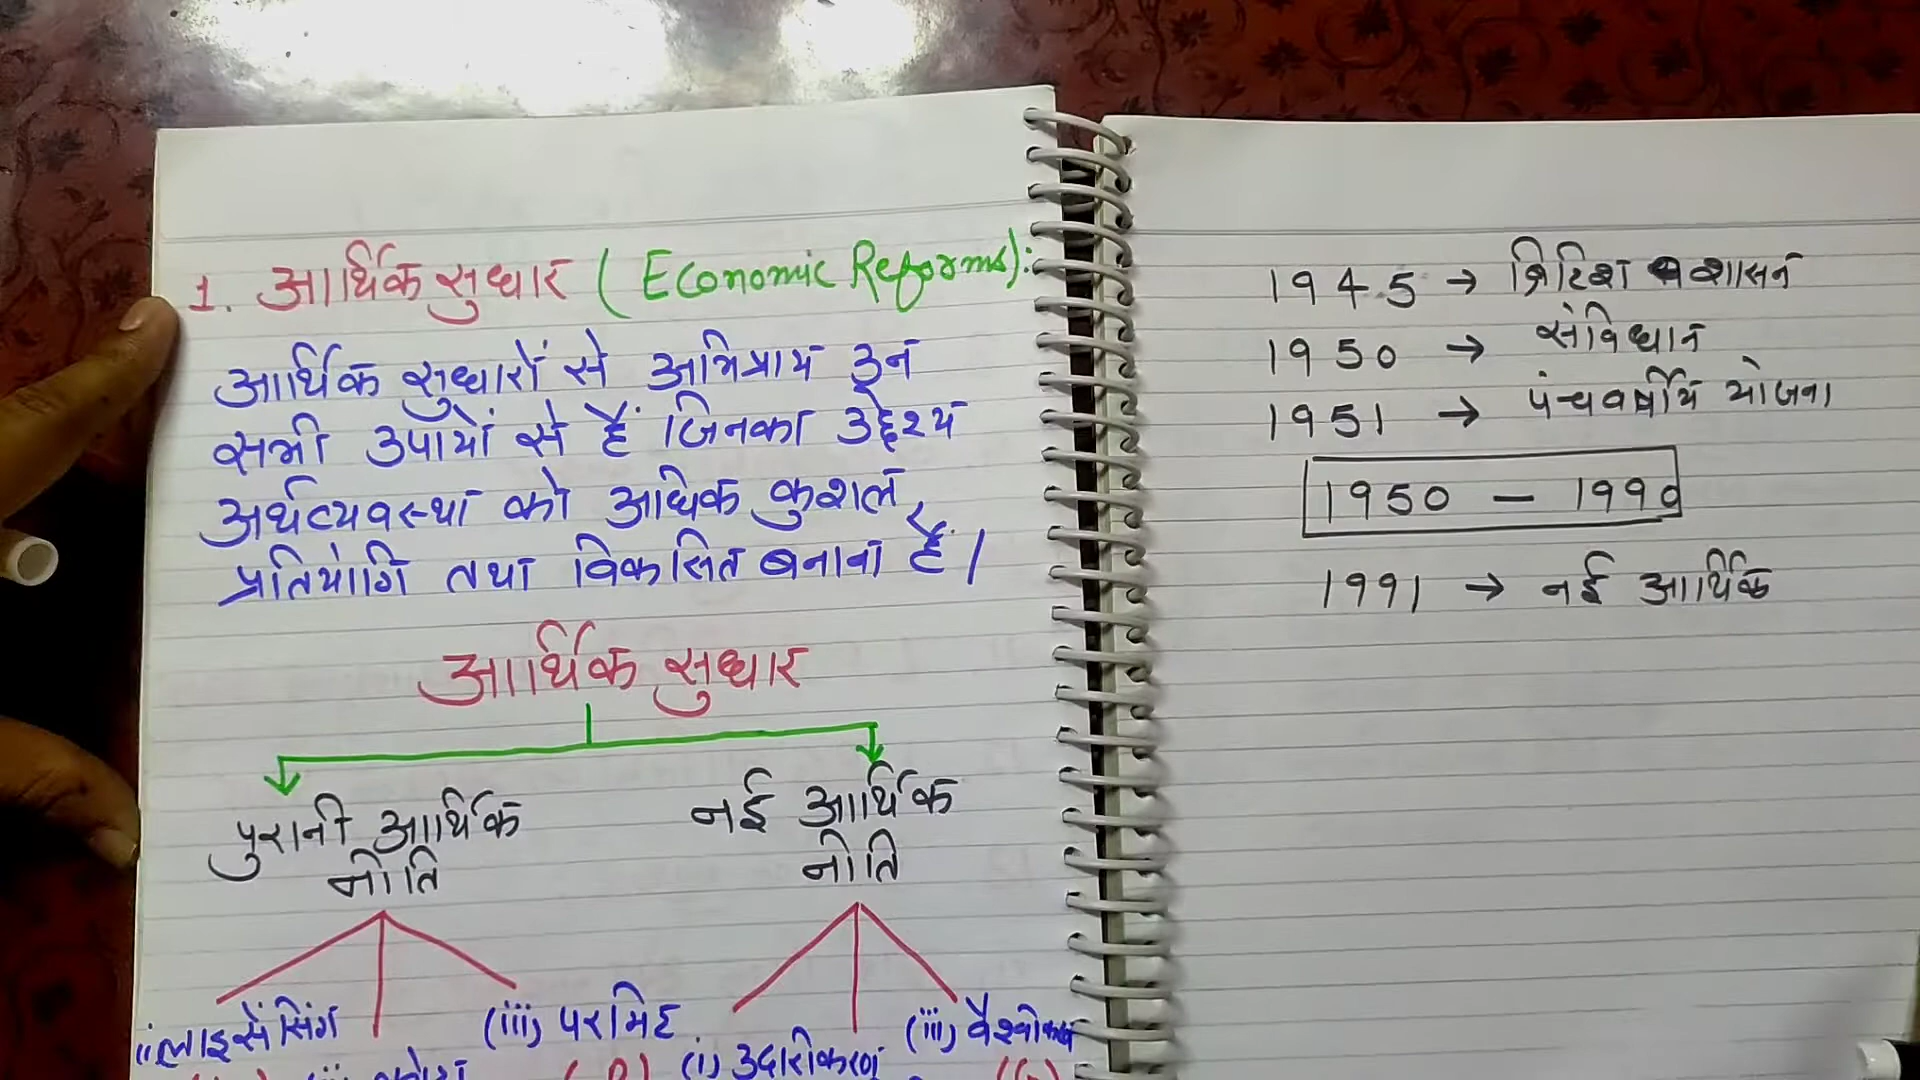 1. आर्थिक सुधार ( Economic Reforms):
आर्थिक सुधारों से अभिप्राय उन
सभी उपायों से हैं जिनका उद्देश्य
अर्थव्यवस्था को अधिक कुशल,
प्रतियोगि तथा विकसित बनाना हैं।
आर्थिक सुधार
पुरानी आर्थिक
नीति
नई आर्थिक
नीति
(i) लाइसेंसिंग
(iii) परमिट
(i) उदारीकरण
(iii)
1945 → ब्रिटिश शासन
1950 → संविधान
1951 → पंचवर्षीय योजना
1950 – 1990
1991 → नई आर्थिक